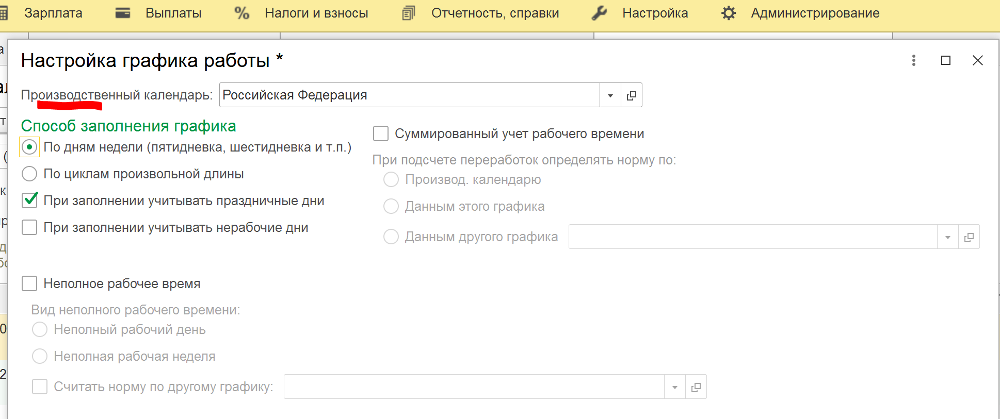 Зарплата Выплаты % Налоги и взносы Отчетность, справки Настройка Администрирование
Настройка графика работы *
Производственный календарь: Российская Федерация
Способ заполнения графика
По дням недели (пятидневка, шестидневка и т.п.)
По циклам произвольной длины
При заполнении учитывать праздничные дни
При заполнении учитывать нерабочие дни
Суммированный учет рабочего времени
При подсчете переработок определять норму по:
Производ. календарю
Данным этого графика
Данным другого графика
Неполное рабочее время
Вид неполного рабочего времени:
Неполный рабочий день
Неполная рабочая неделя
Считать норму по другому графику: